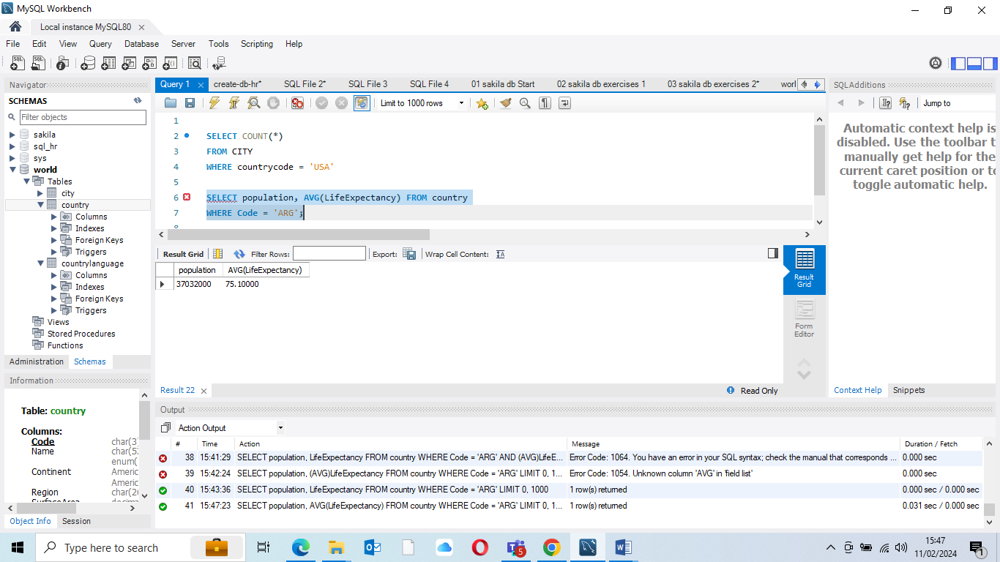 MySQL Workbench
Local instance MySQL80
File Edit View Query Database Server Tools Scripting Help
Navigator
SCHEMAS
Filter objects
sakila
sql_hr
sys
world
Tables
city
country
Columns
Indexes
Foreign Keys
Triggers
countrylanguage
Columns
Indexes
Foreign Keys
Triggers
Views
Stored Procedures
Functions
Administration Schemas
Information
Table: country
Columns:
Code char(3
Name char(52
enum(
Continent Americ
Americ
Region char(26
Object Info Session
Query 1 create-db-hr* SQL File 2* SQL File 3 SQL File 4 01 sakila db Start 02 sakila db exercises 1 03 sakila db exercises 2* worl
Limit to 1000 rows
1
2 SELECT COUNT(*)
3 FROM CITY
4 WHERE countrycode = 'USA'
5
6 SELECT population, AVG(LifeExpectancy) FROM country
7 WHERE Code = 'ARG';
8
Result Grid Filter Rows: Export: Wrap Cell Content:
population AVG(LifeExpectancy)
37032000 75.10000
Result
Grid
Form
Editor
Result 22 Read Only
SQLAdditions
Jump to
Automatic context help is
disabled. Use the toolbar t
manually get help for the
current caret position or to
toggle automatic help.
Context Help Snippets
Output
Action Output
# Time Action Message Duration / Fetch
38 15:41:29 SELECT population, LifeExpectancy FROM country WHERE Code = 'ARG' AND (AVG)LifeE... Error Code: 1064. You have an error in your SQL syntax; check the manual that corresponds ... 0.000 sec
39 15:42:24 SELECT population, (AVG)LifeExpectancy FROM country WHERE Code = 'ARG' LIMIT 0, 1... Error Code: 1054. Unknown column 'AVG' in 'field list' 0.000 sec
40 15:43:36 SELECT population, LifeExpectancy FROM country WHERE Code = 'ARG' LIMIT 0, 1000 1 row(s) returned 0.000 sec / 0.000 sec
41 15:47:23 SELECT population, AVG(LifeExpectancy) FROM country WHERE Code = 'ARG' LIMIT 0, 1... 1 row(s) returned 0.031 sec / 0.000 sec
Type here to search
5
15:47
11/02/2024
1